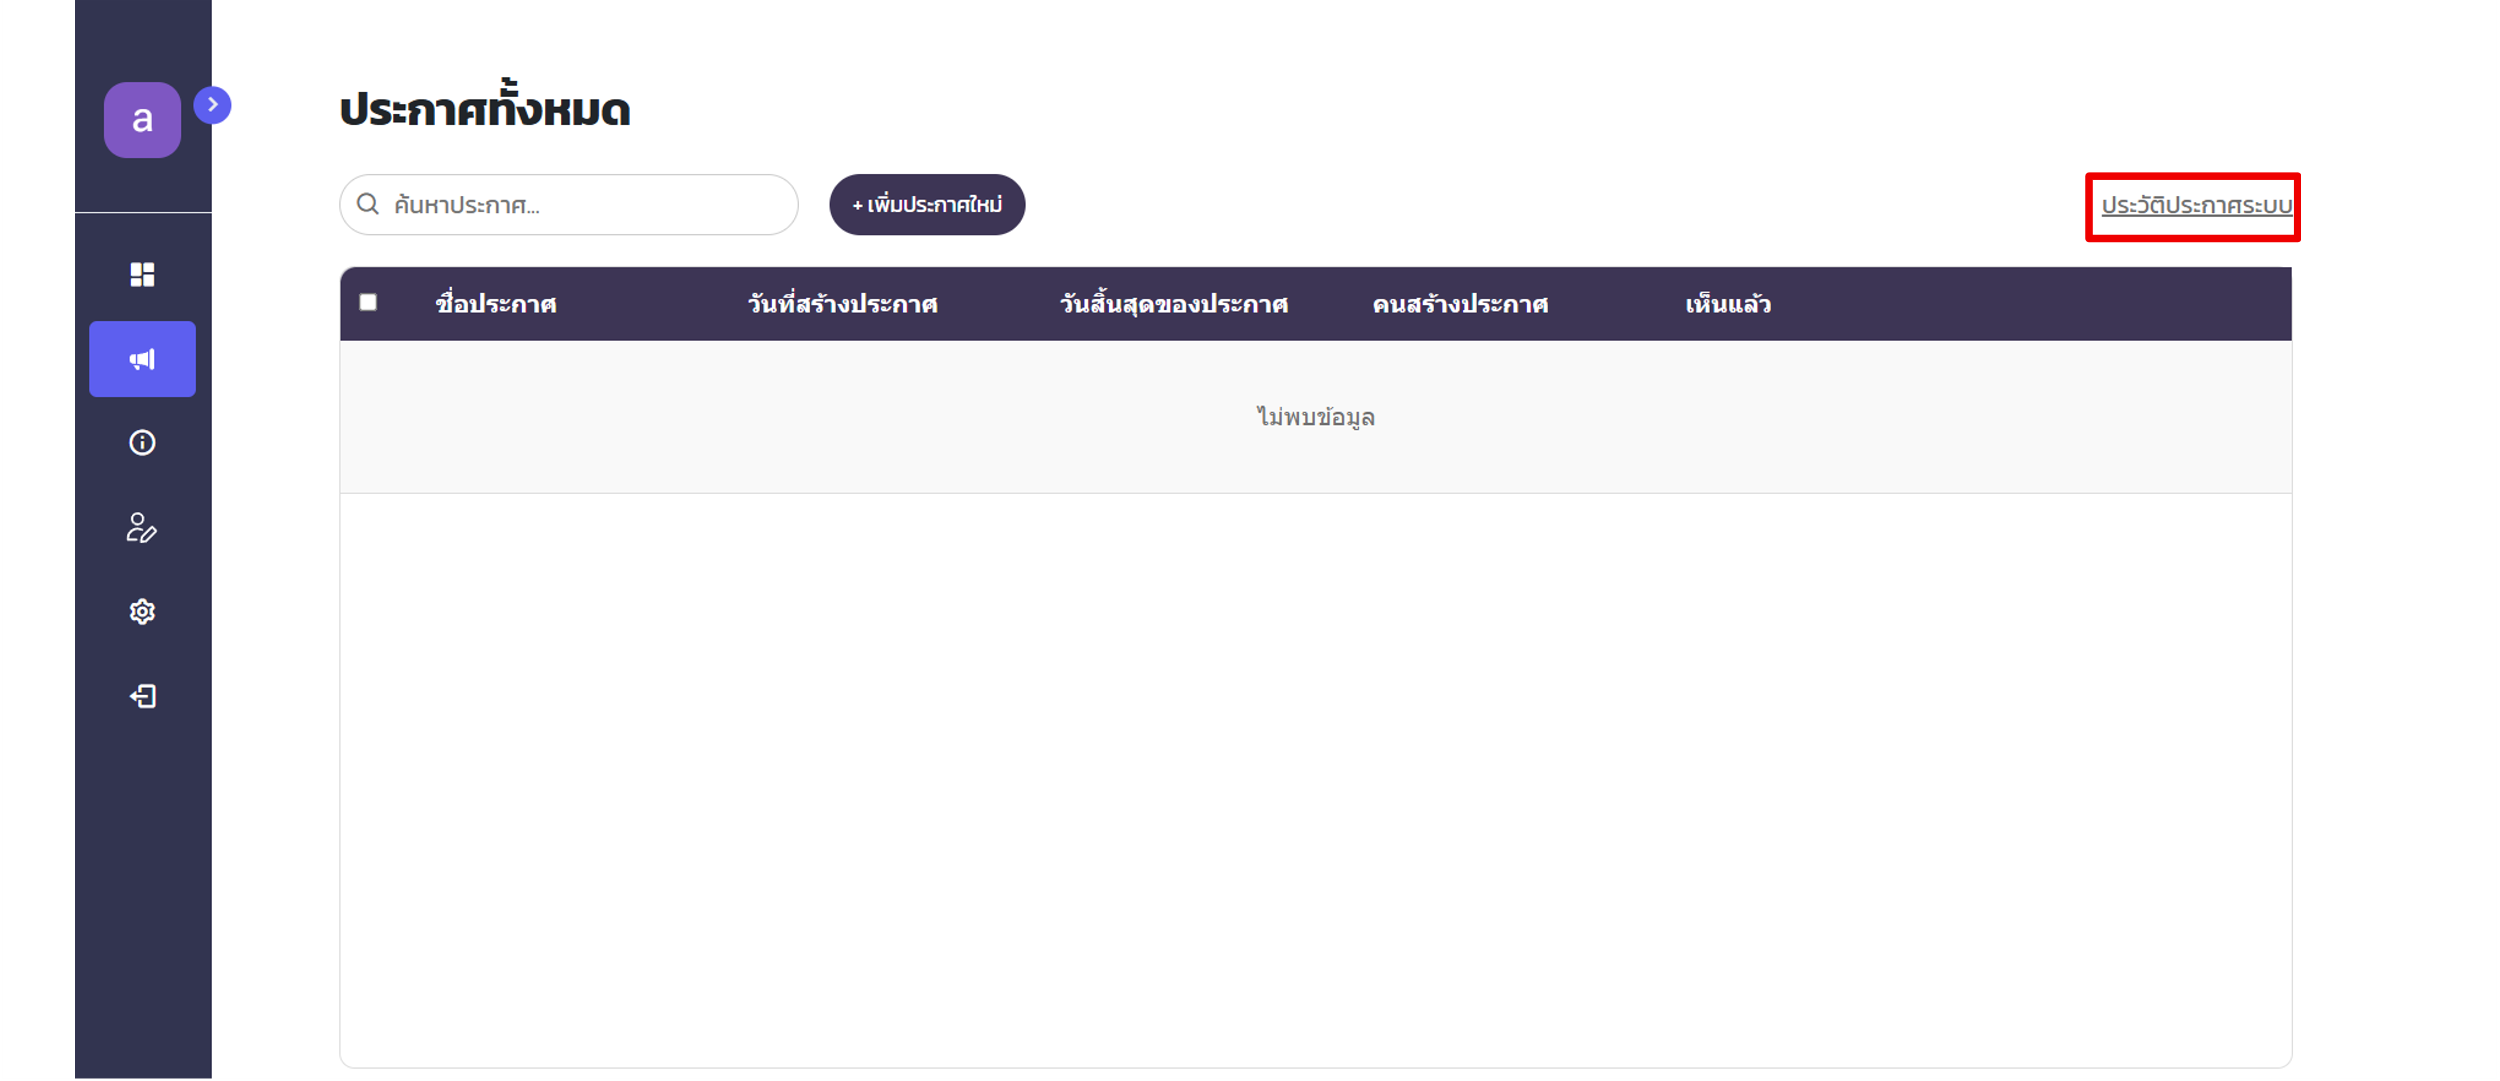 a
ประกาศทั้งหมด
ค้นหาประกาศ...
+ เพิ่มประกาศใหม่
ประวัติประกาศระบบ
ชื่อประกาศ วันที่สร้างประกาศ วันสิ้นสุดของประกาศ คนสร้างประกาศ เห็นแล้ว
ไม่พบข้อมูล